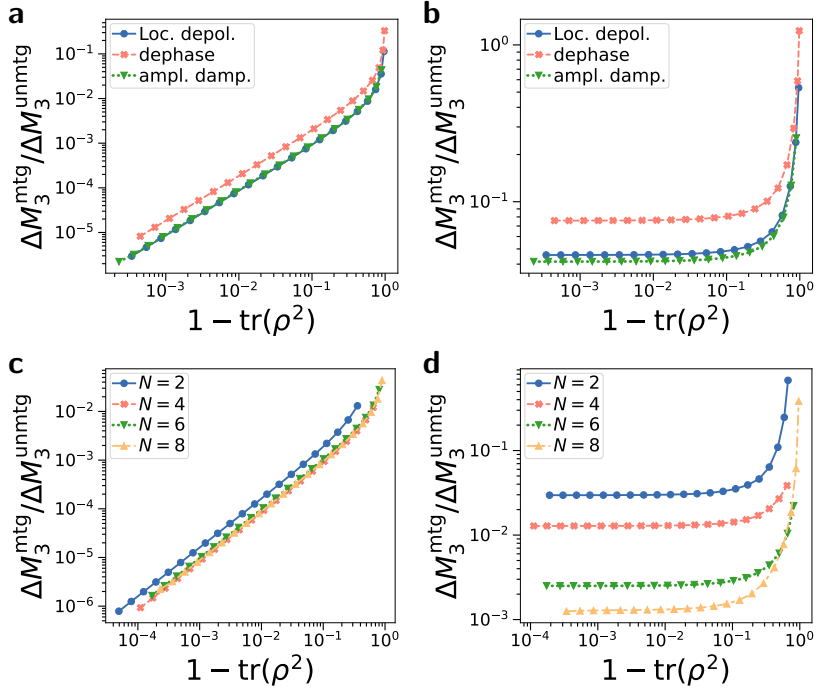 a
Loc. depol.
dephase
ampl. damp.
10⁻¹
10⁻²
10⁻³
10⁻⁴
10⁻⁵
ΔM₃ᵐᵗᵍ/ΔM₃ᵘⁿᵐᵗᵍ
10⁻³ 10⁻² 10⁻¹ 10⁰
1 − tr(ρ²)
b
Loc. depol.
dephase
ampl. damp.
10⁰
10⁻¹
ΔM₃ᵐᵗᵍ/ΔM₃ᵘⁿᵐᵗᵍ
10⁻³ 10⁻² 10⁻¹ 10⁰
1 − tr(ρ²)
c
N = 2
N = 4
N = 6
N = 8
10⁻²
10⁻³
10⁻⁴
10⁻⁵
10⁻⁶
ΔM₃ᵐᵗᵍ/ΔM₃ᵘⁿᵐᵗᵍ
10⁻⁴ 10⁻³ 10⁻² 10⁻¹ 10⁰
1 − tr(ρ²)
d
N = 2
N = 4
N = 6
N = 8
10⁻¹
10⁻²
10⁻³
ΔM₃ᵐᵗᵍ/ΔM₃ᵘⁿᵐᵗᵍ
10⁻⁴ 10⁻³ 10⁻² 10⁻¹ 10⁰
1 − tr(ρ²)